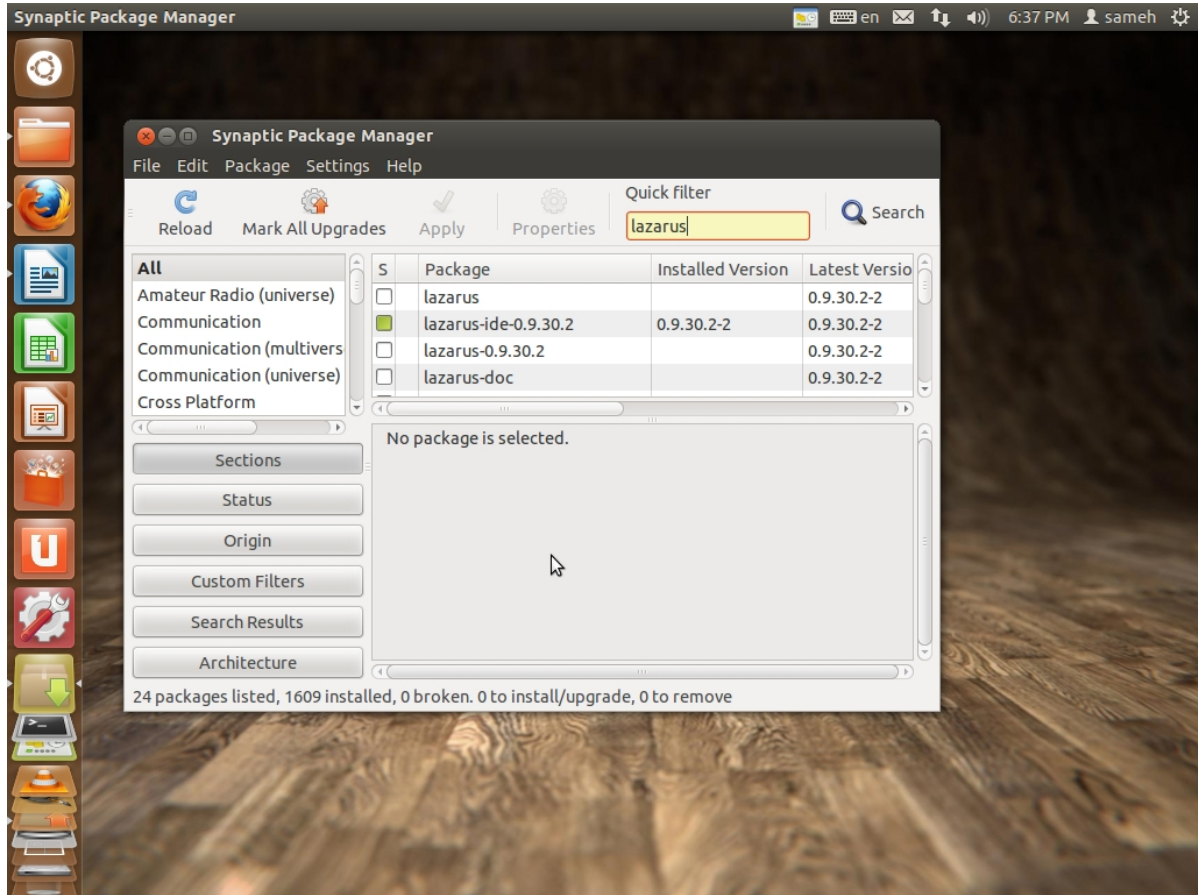 Synaptic Package Manager
en 6:37 PM sameh
Synaptic Package Manager
File Edit Package Settings Help
Reload Mark All Upgrades Apply Properties
Quick filter
lazarus
Search
All
Amateur Radio (universe)
Communication
Communication (multivers
Communication (universe)
Cross Platform
S Package Installed Version Latest Versio
lazarus 0.9.30.2-2
lazarus-ide-0.9.30.2 0.9.30.2-2 0.9.30.2-2
lazarus-0.9.30.2 0.9.30.2-2
lazarus-doc 0.9.30.2-2
Sections
Status
Origin
Custom Filters
Search Results
Architecture
No package is selected.
24 packages listed, 1609 installed, 0 broken. 0 to install/upgrade, 0 to remove